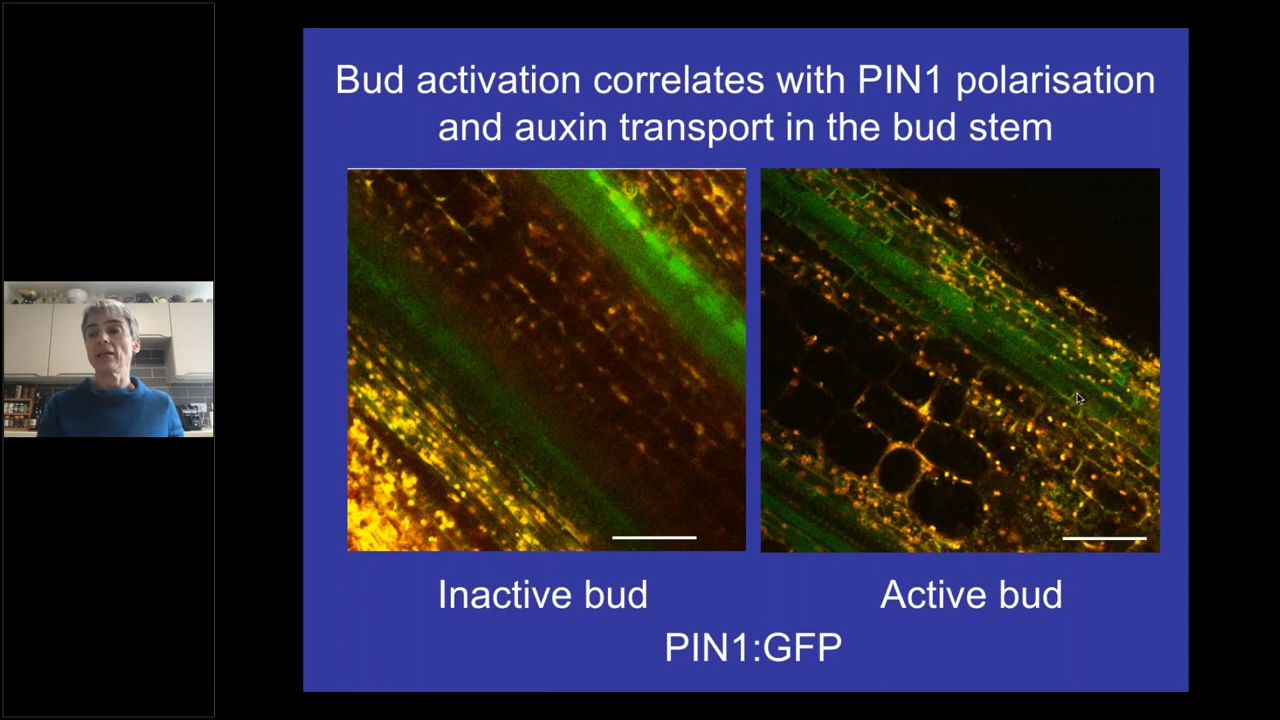 Bud activation correlates with PIN1 polarisation
and auxin transport in the bud stem
Inactive bud
Active bud
PIN1:GFP